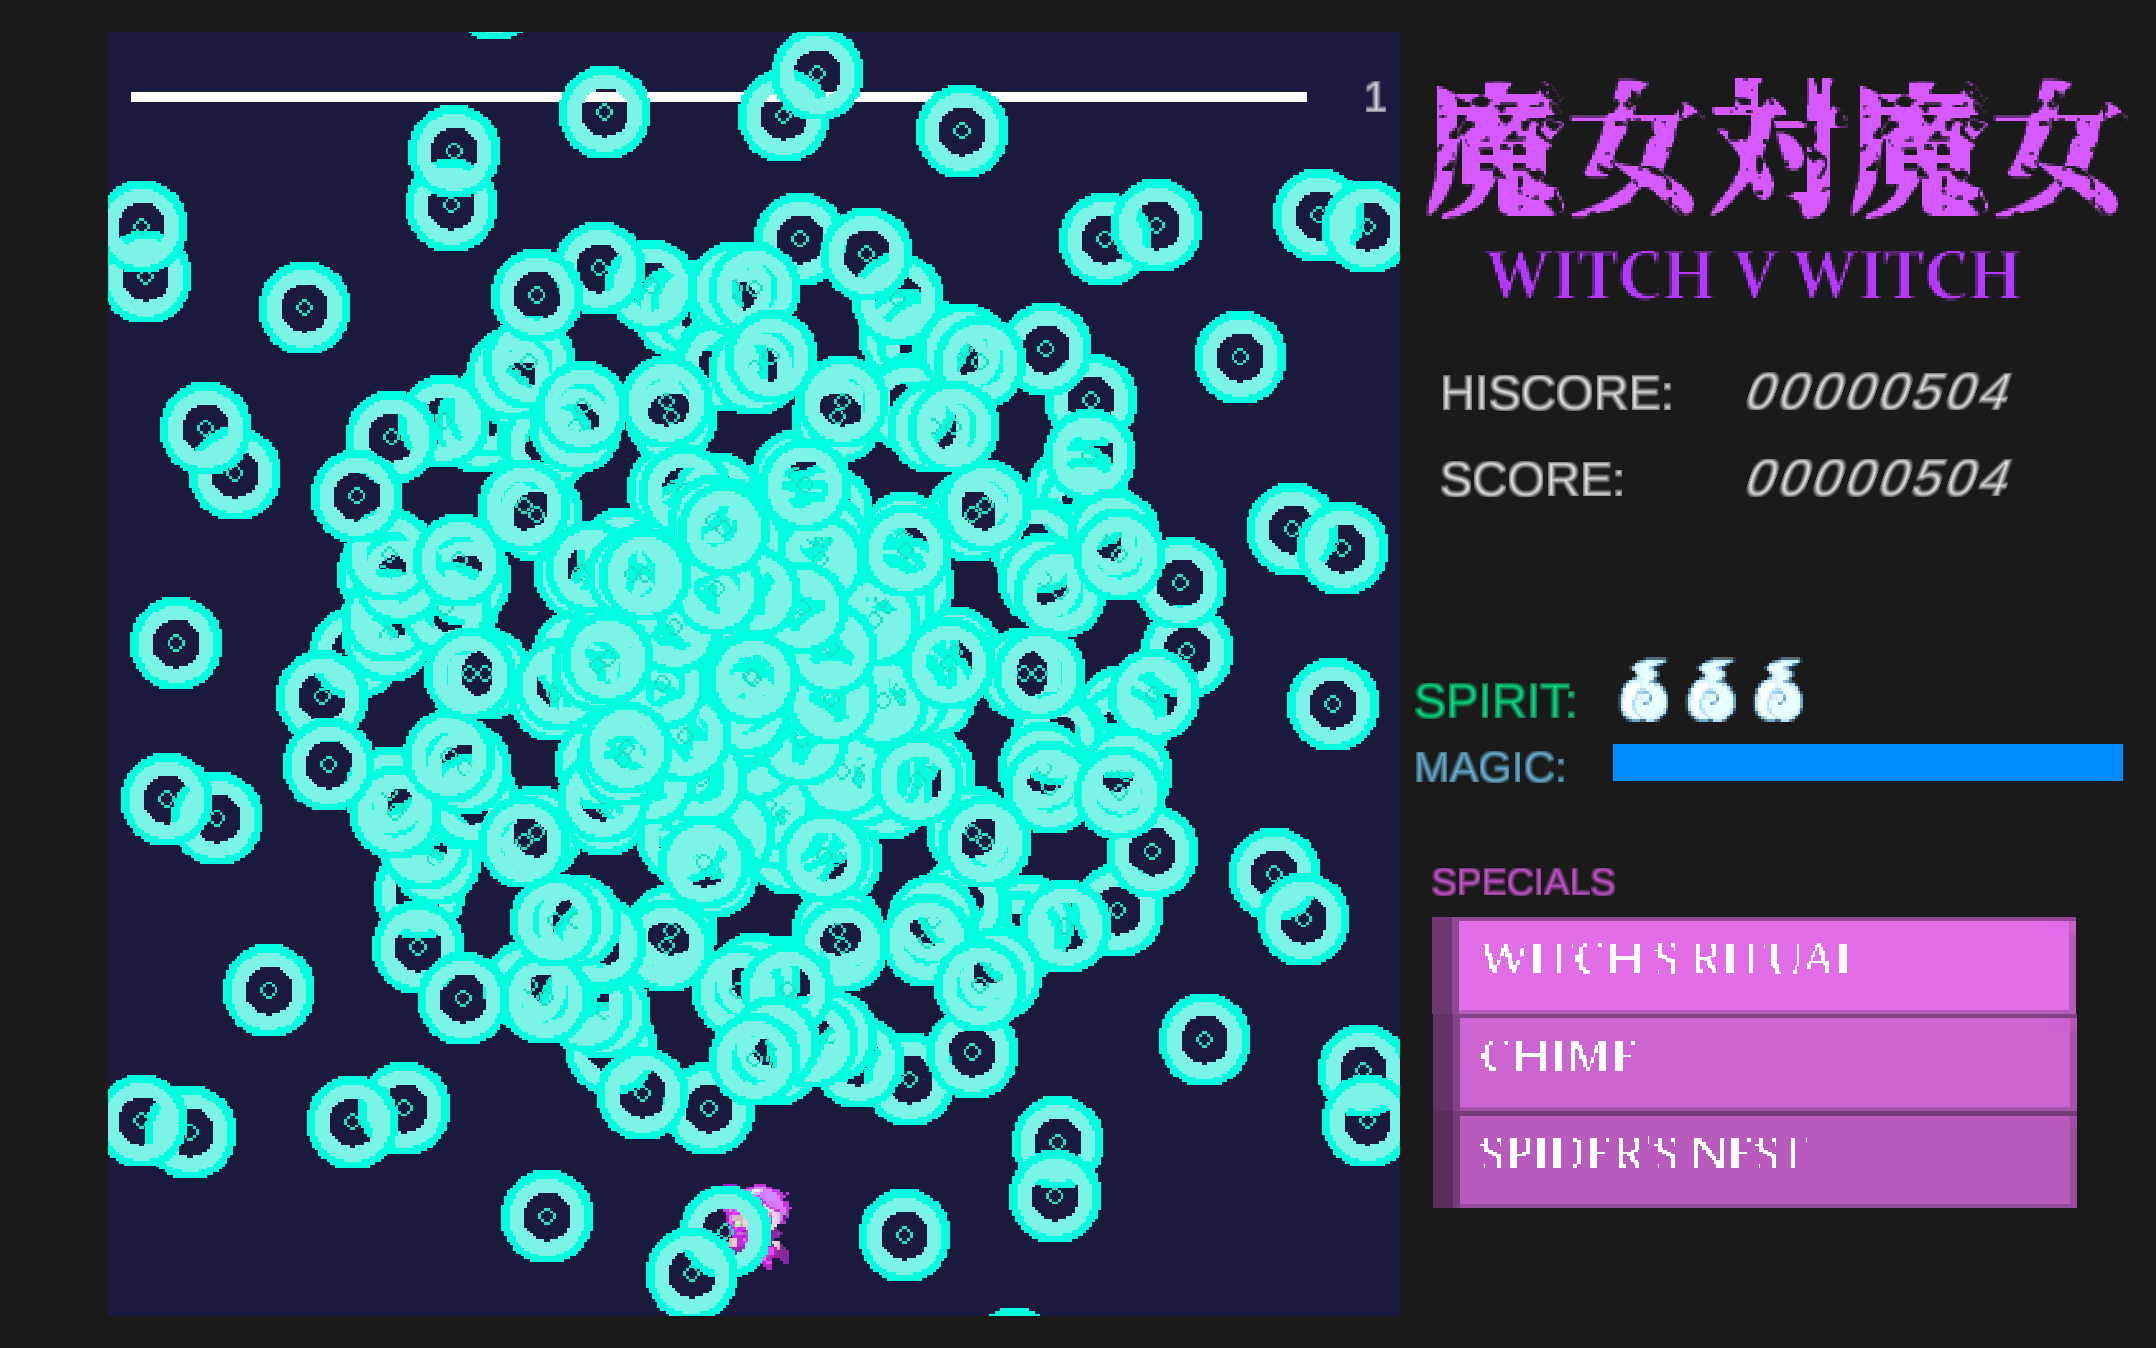 1
魔女対魔女
WITCH V WITCH
HISCORE: 00000504
SCORE: 00000504
SPIRIT:
MAGIC:
SPECIALS
WITCH'S RITUAL
CHIME
SPIDER'S NEST